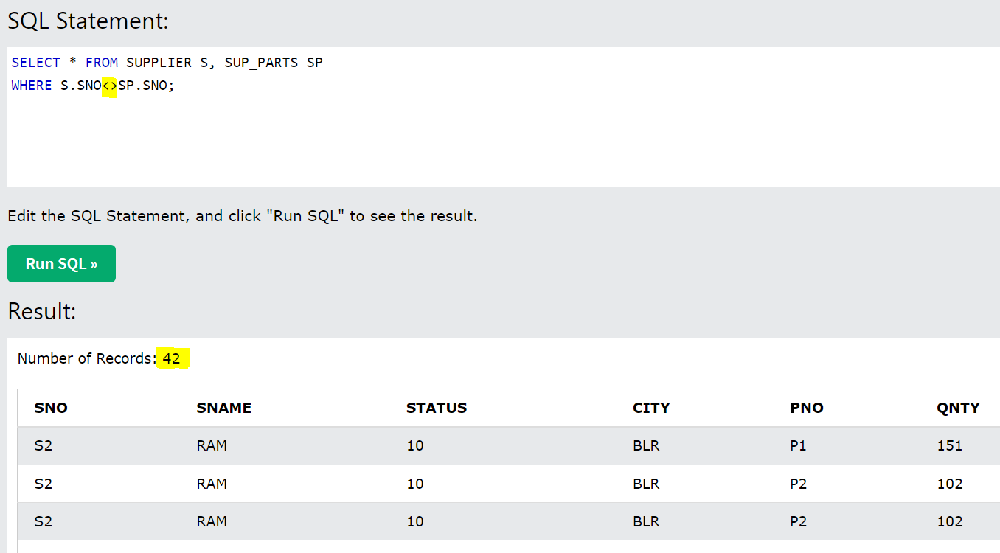 SQL Statement:
SELECT * FROM SUPPLIER S, SUP_PARTS SP
WHERE S.SNO<>SP.SNO;
Edit the SQL Statement, and click "Run SQL" to see the result.
Run SQL »
Result:
Number of Records: 42
SNO SNAME STATUS CITY PNO QNTY
S2 RAM 10 BLR P1 151
S2 RAM 10 BLR P2 102
S2 RAM 10 BLR P2 102